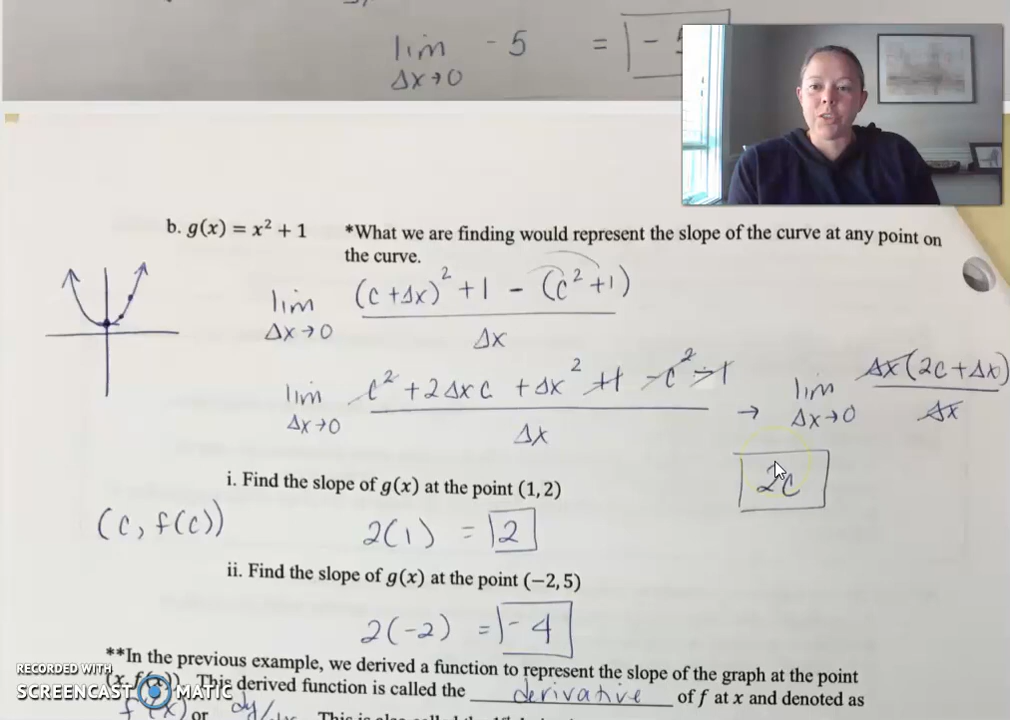 lim -5 = -5
Δx→0
b. g(x) = x² + 1 *What we are finding would represent the slope of the curve at any point on
the curve.
lim (c + Δx)² + 1 - (c² + 1)
Δx→0 Δx
lim c² + 2Δxc + Δx² + 1 - c² - 1 → lim Δx(2c + Δx)
Δx→0 Δx Δx→0 Δx
2c
i. Find the slope of g(x) at the point (1, 2)
(c, f(c)) 2(1) = 2
ii. Find the slope of g(x) at the point (−2, 5)
2(-2) = -4
**In the previous example, we derived a function to represent the slope of the graph at the point
(x, f(x)). This derived function is called the derivative of f at x and denoted as
f'(x) or dy/
RECORDED WITH
SCREENCAST MATIC